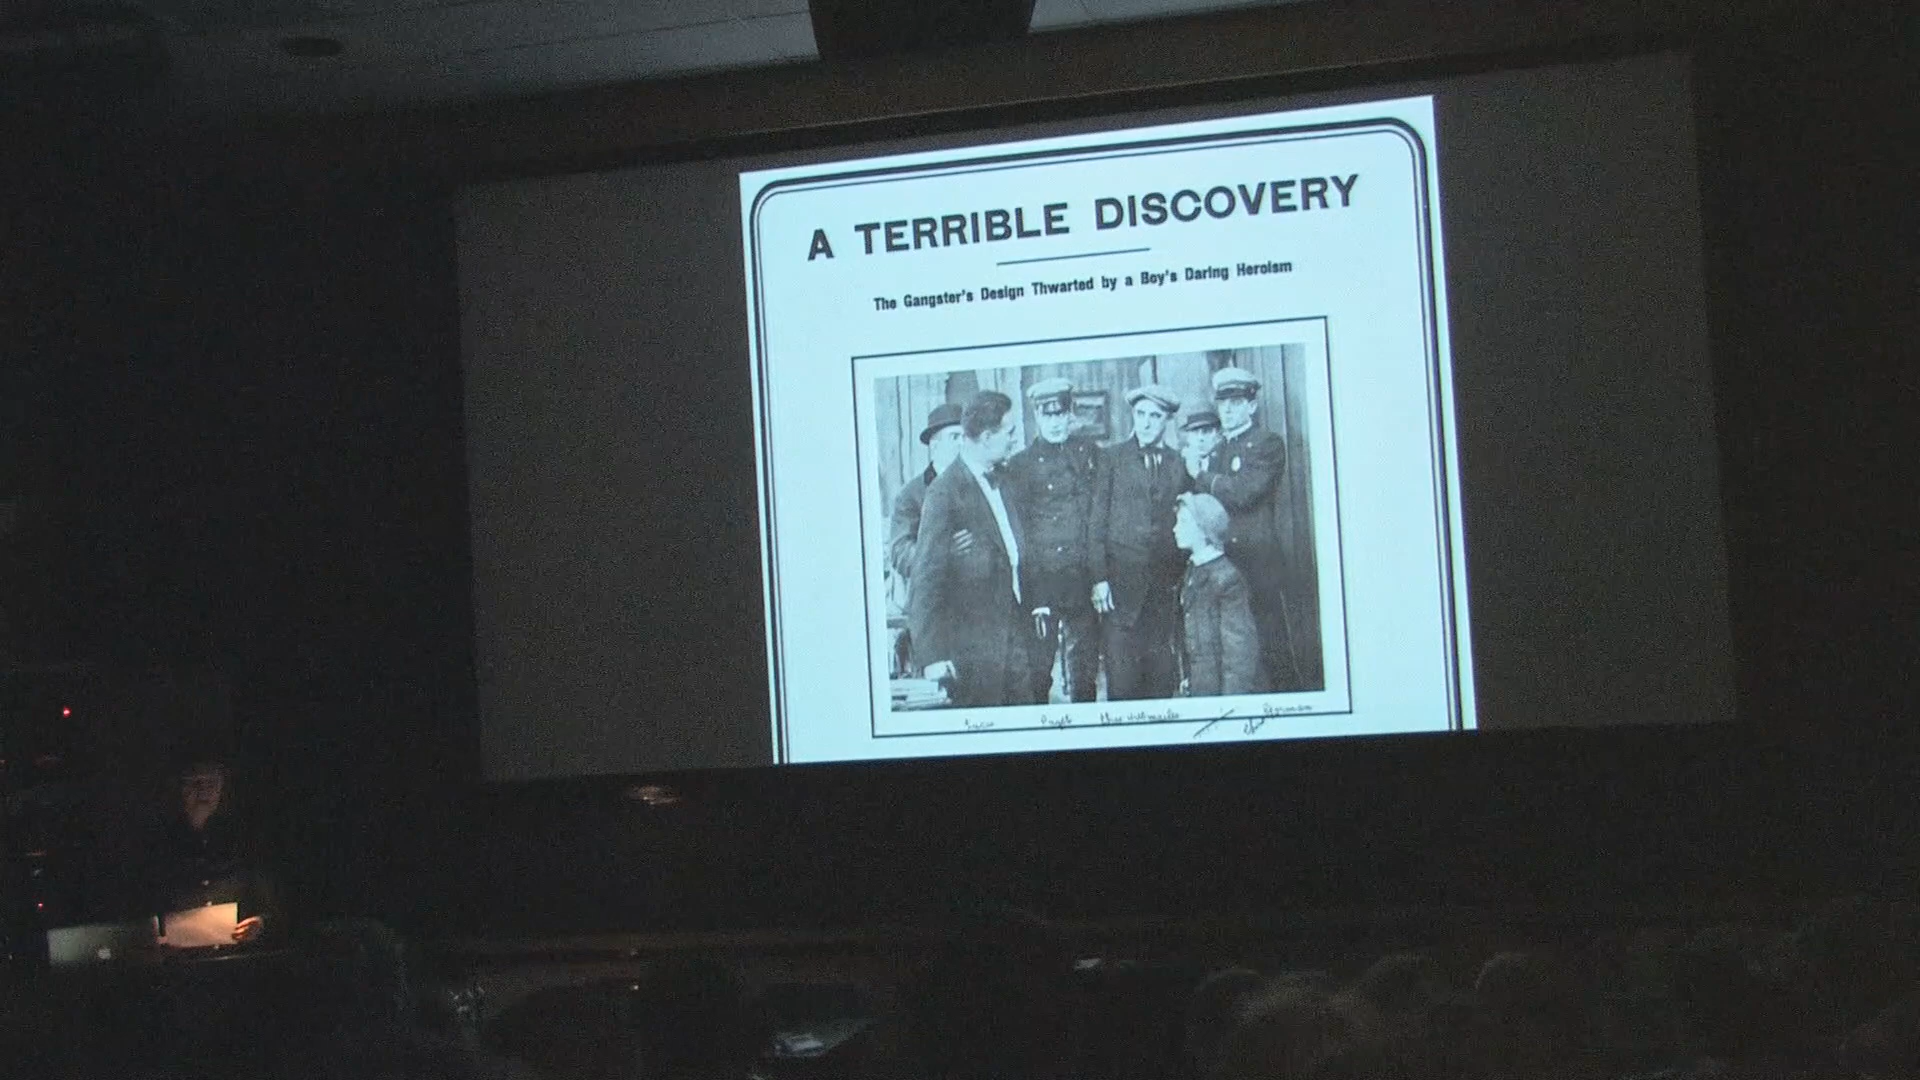 A TERRIBLE DISCOVERY
The Gangster's Design Thwarted by a Boy's Daring Heroism